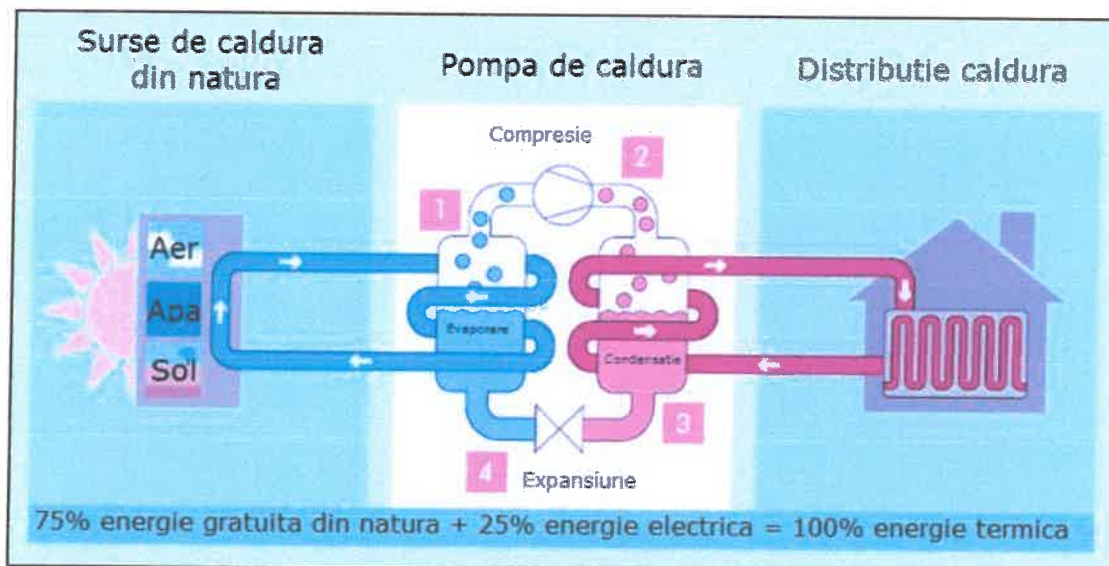 Surse de caldura
din natura
Pompa de caldura
Distributie caldura
Compresie
1
2
Aer
Apa
Sol
Evaporare
Condensatie
3
4
Expansiune
75% energie gratuita din natura + 25% energie electrica = 100% energie termica